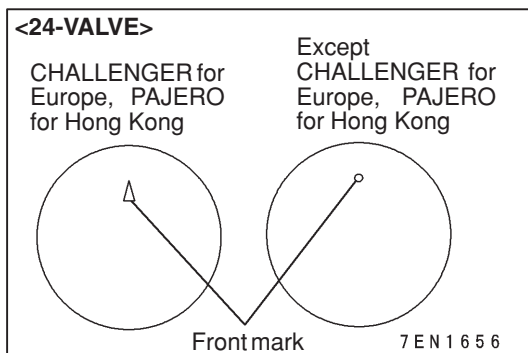 <24-VALVE>
CHALLENGER for
Europe, PAJERO
for Hong Kong
Except
CHALLENGER for
Europe, PAJERO
for Hong Kong
Front mark
7EN1656